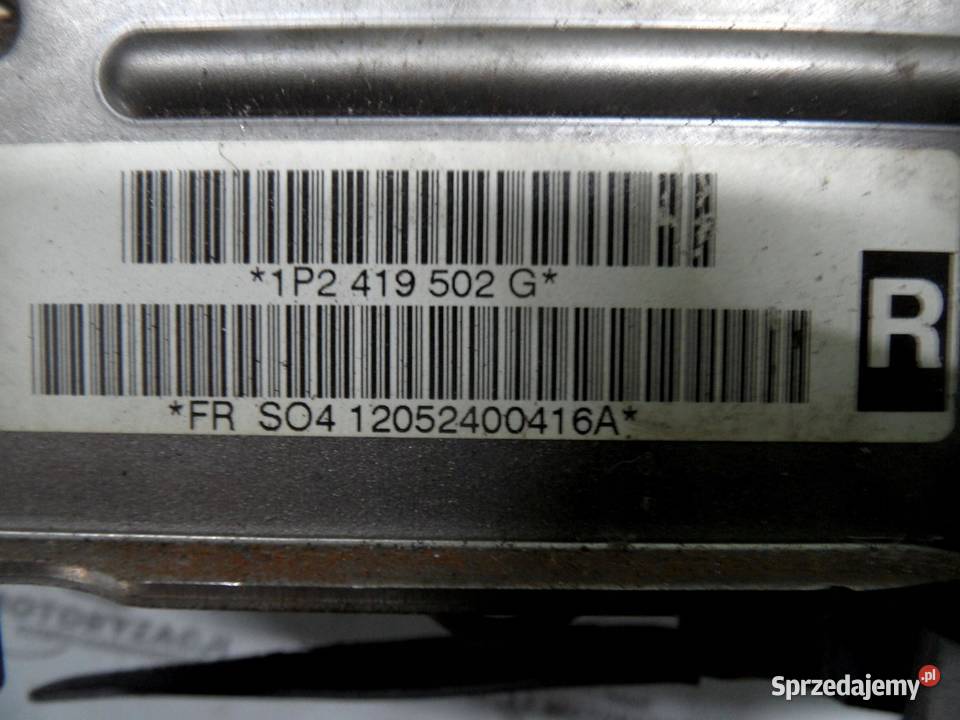 *1P2 419 502 G*
R
*FR SO4 12052400416A*
Sprzedajemy.pl